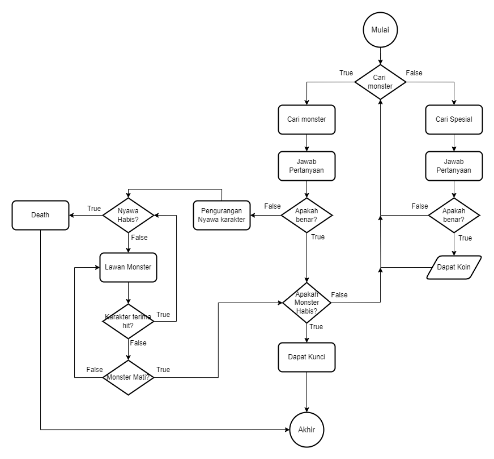 Mulai
True
Cari
monster
False
Cari monster
Cari Spesial
Jawab
Pertanyaan
Jawab
Pertanyaan
Death
True
Nyawa
Habis?
Pengurangan
Nyawa karakter
False
Apakah
benar?
False
Apakah
benar?
False
True
True
Lawan Monster
Dapat Koin
Karakter terima
hit?
True
Apakah
Monster
Habis?
False
False
True
False
Monster Mati?
True
Dapat Kunci
Akhir